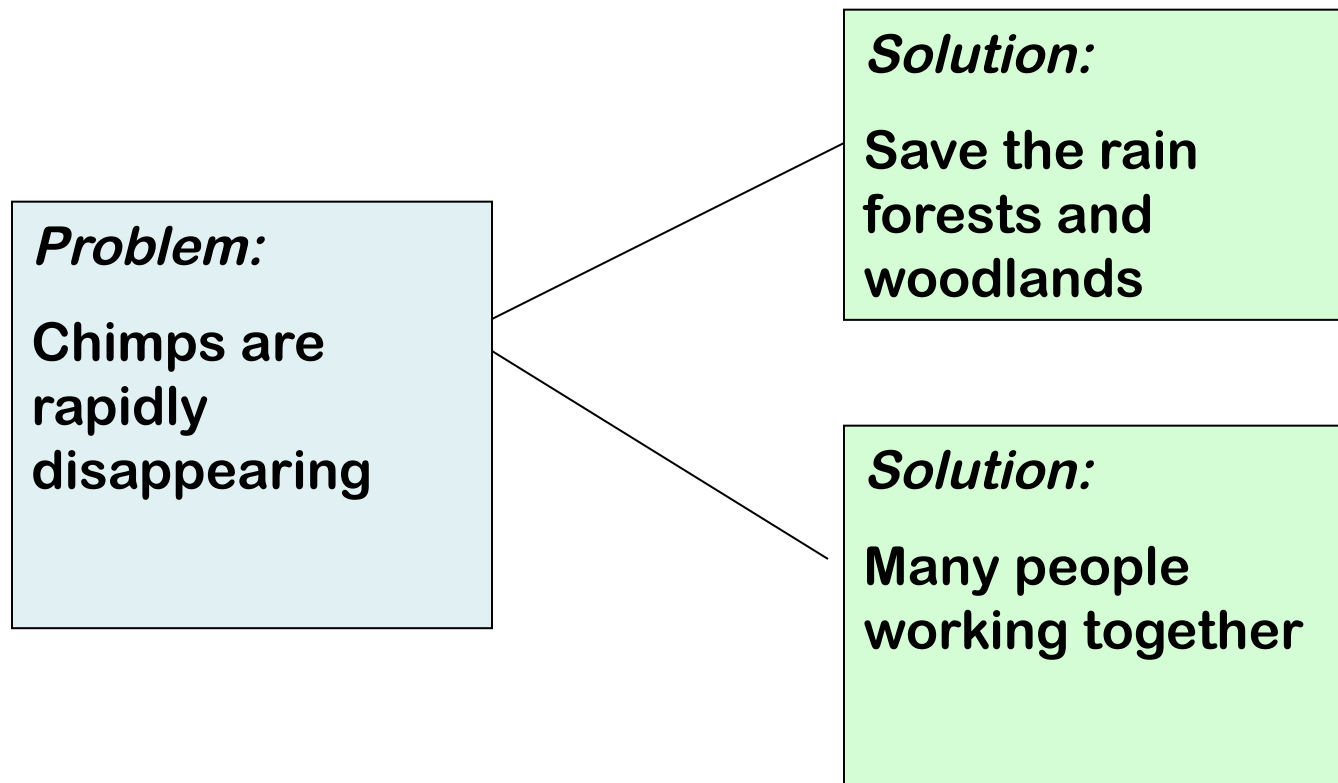 Problem:
Chimps are
rapidly
disappearing
Solution:
Save the rain
forests and
woodlands
Solution:
Many people
working together